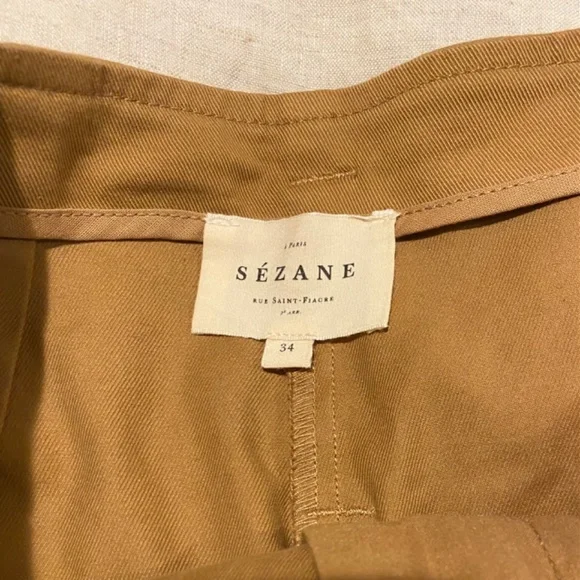 À PARIS
SÉZANE
RUE SAINT-FIACRE
2E ARR.
34